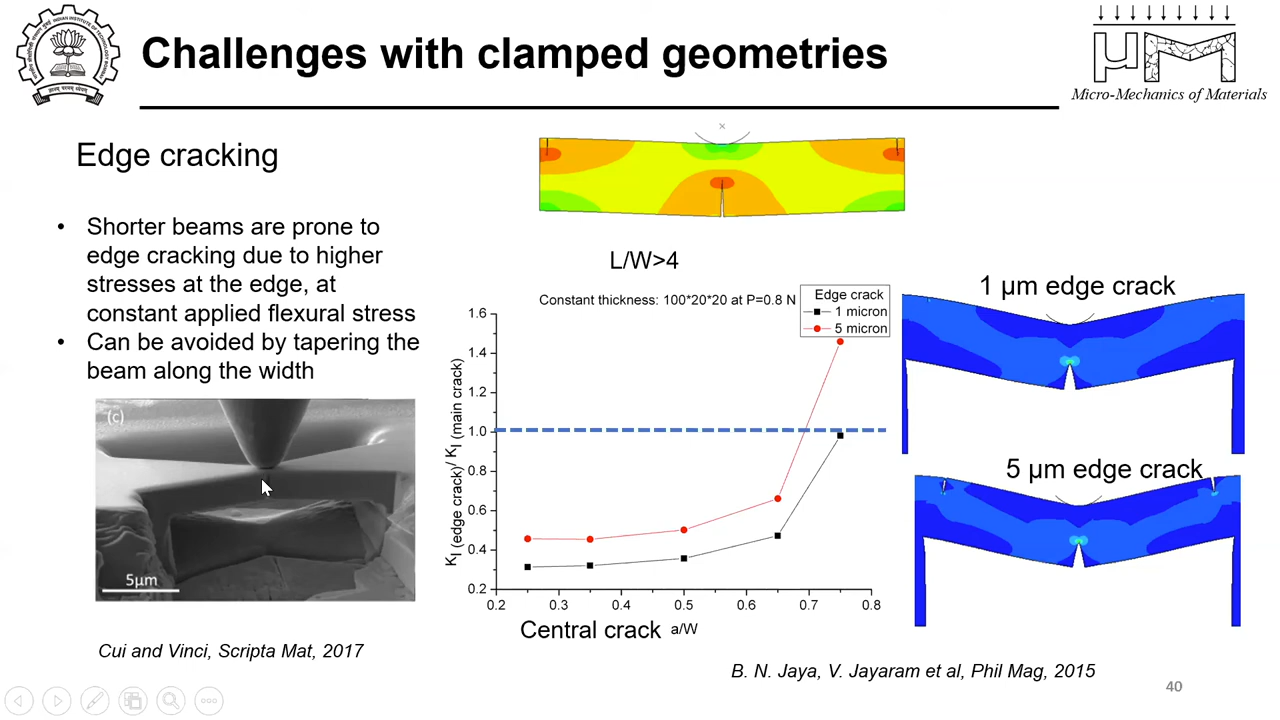 Challenges with clamped geometries
µM
Micro-Mechanics of Materials
Edge cracking
• Shorter beams are prone to
edge cracking due to higher
stresses at the edge, at
constant applied flexural stress
• Can be avoided by tapering the
beam along the width
(c)
5µm
Cui and Vinci, Scripta Mat, 2017
L/W>4
Constant thickness: 100*20*20 at P=0.8 N
Edge crack
1 micron
5 micron
K_I (edge crack)/ K_I (main crack)
1.6
1.4
1.2
1.0
0.8
0.6
0.4
0.2
0.2 0.3 0.4 0.5 0.6 0.7 0.8
Central crack a/W
1 µm edge crack
5 µm edge crack
B. N. Jaya, V. Jayaram et al, Phil Mag, 2015
40